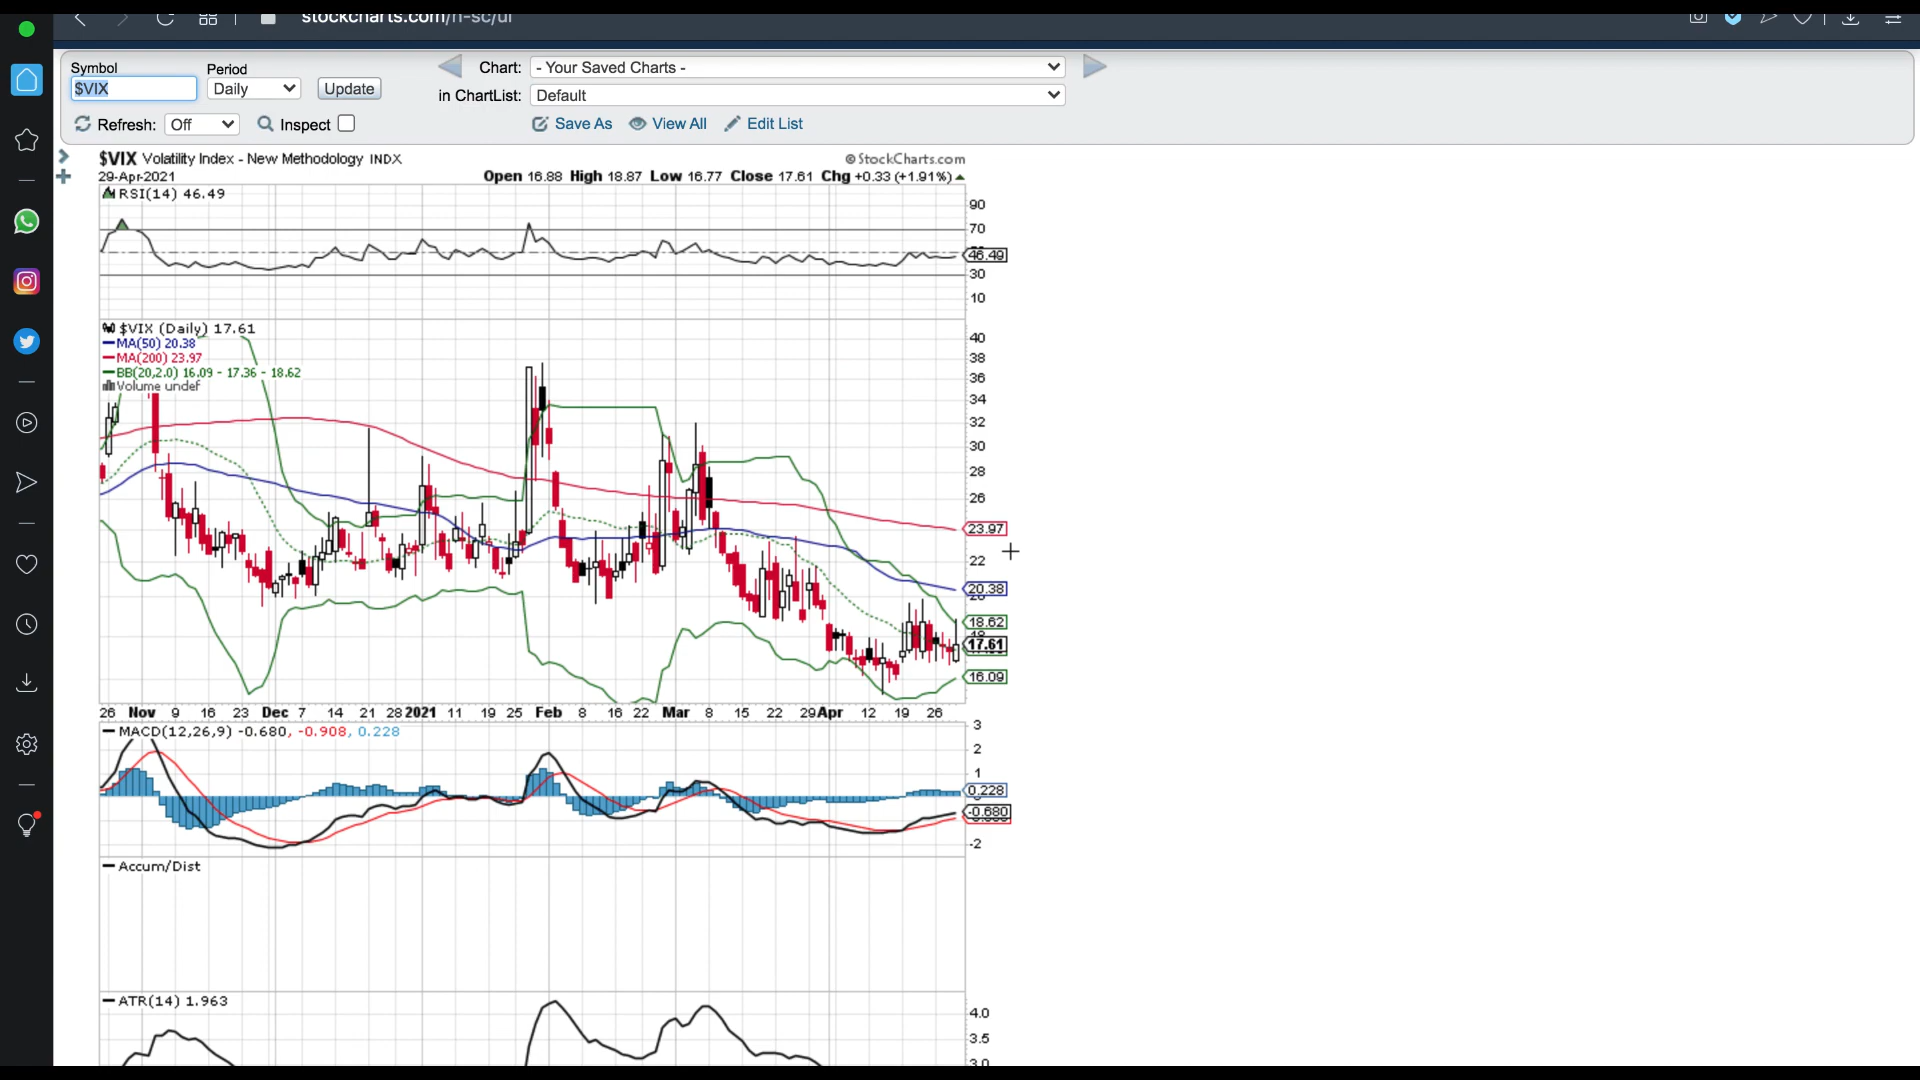 stockcharts.com/h-sc/ui
Symbol
Period
Chart: - Your Saved Charts -
$VIX
Daily
Update
in ChartList: Default
Refresh: Off
Inspect
Save As
View All
Edit List
$VIX Volatility Index - New Methodology INDX
© StockCharts.com
29-Apr-2021
Open 16.88 High 18.87 Low 16.77 Close 17.61 Chg +0.33 (+1.91%)
RSI(14) 46.49
90
70
46.49
30
10
$VIX (Daily) 17.61
MA(50) 20.38
MA(200) 23.97
BB(20,2.0) 16.09 - 17.36 - 18.62
Volume undef
40
38
36
34
32
30
28
26
23.97
22
20.38
18.62
17.61
16.09
26 Nov 9 16 23 Dec 7 14 21 28 2021 11 19 25 Feb 8 16 22 Mar 8 15 22 29 Apr 12 19 26
MACD(12,26,9) -0.680, -0.908, 0.228
3
2
1
0.228
-0.680
-2
Accum/Dist
ATR(14) 1.963
4.0
3.5
3.0